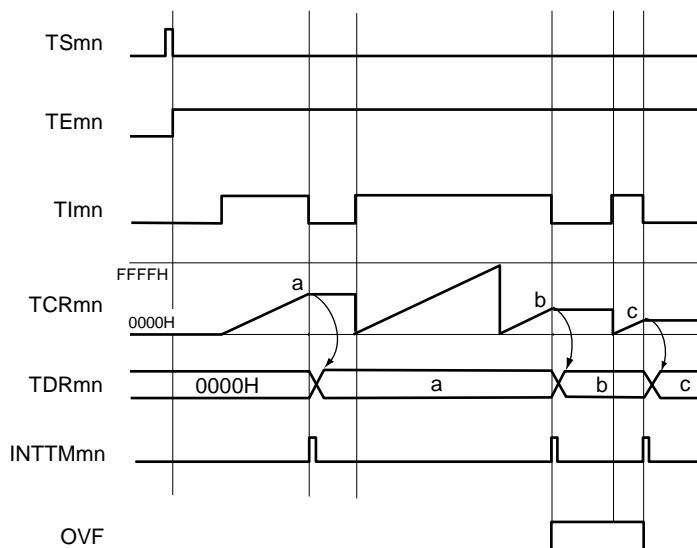 TSmn
TEmn
TImn
FFFFH
a
b
c
TCRmn
0000H
TDRmn
0000H
a
b
c
INTTMmn
OVF